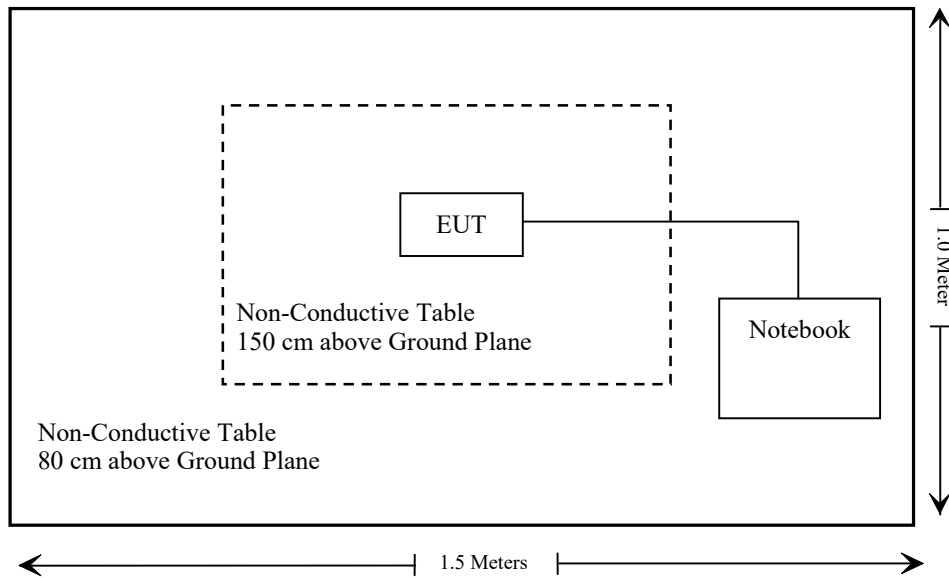 EUT
Non-Conductive Table
150 cm above Ground Plane
Notebook
Non-Conductive Table
80 cm above Ground Plane
1.0 Meter
1.5 Meters